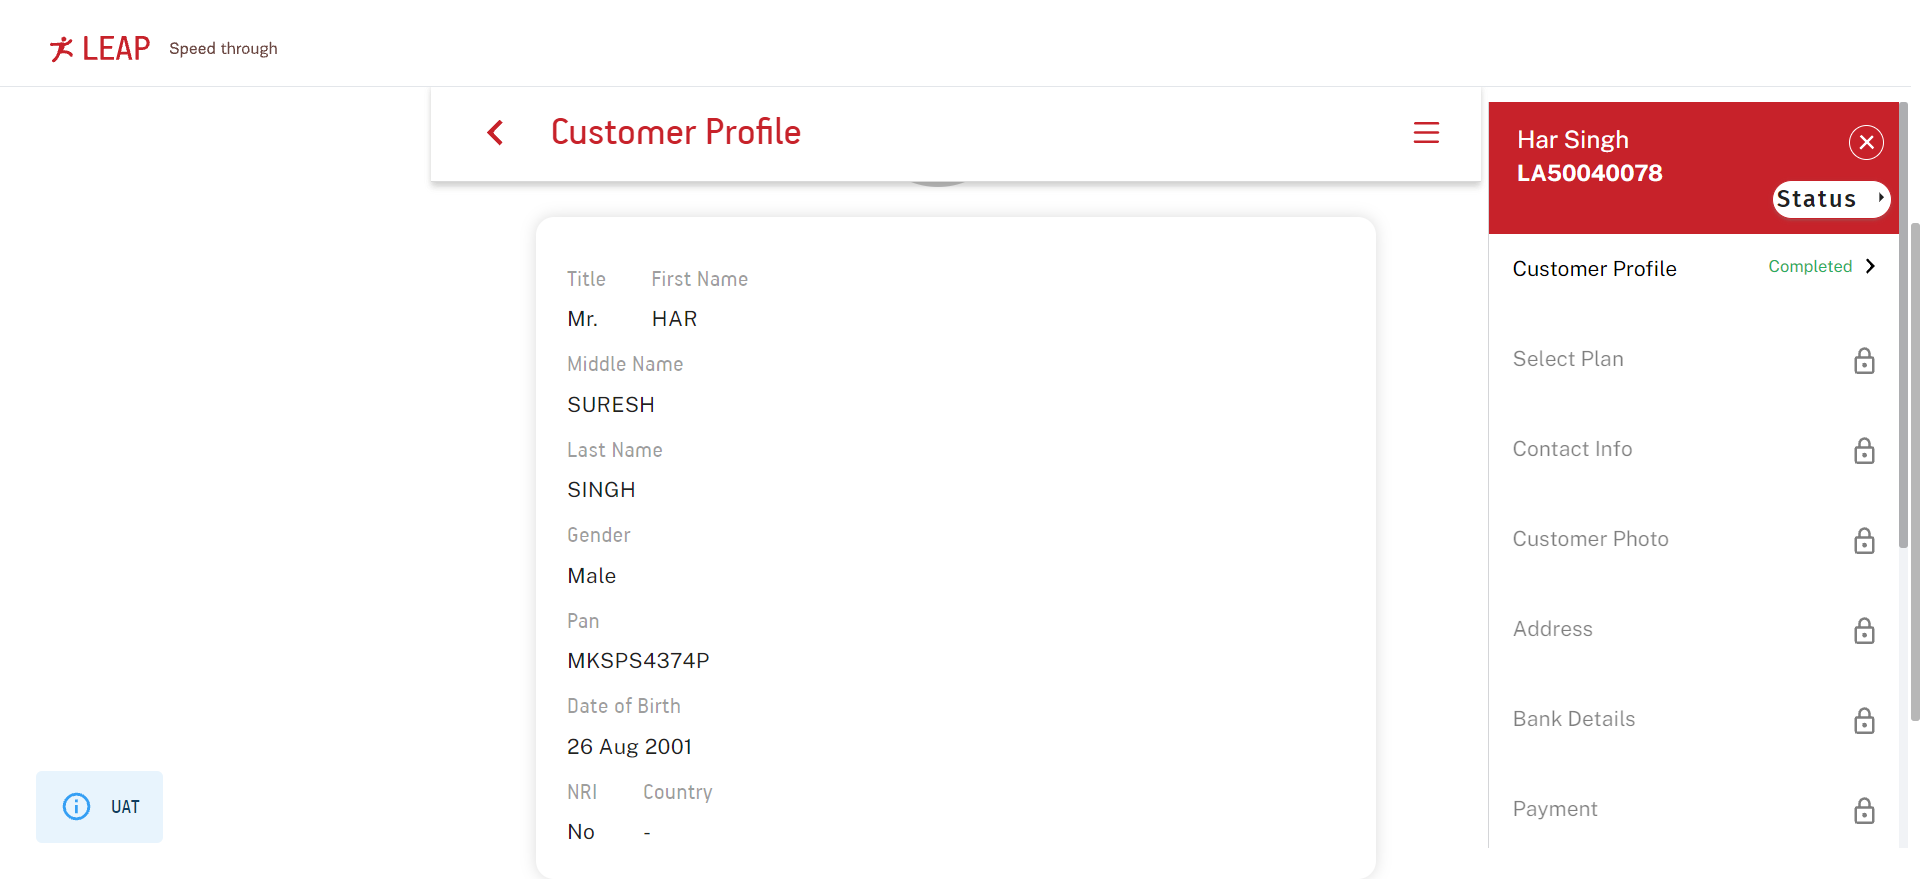 LEAP Speed through
Customer Profile
Title First Name
Mr. HAR
Middle Name
SURESH
Last Name
SINGH
Gender
Male
Pan
MKSPS4374P
Date of Birth
26 Aug 2001
NRI Country
No -
Har Singh
LA50040078
Status
Customer Profile Completed
Select Plan
Contact Info
Customer Photo
Address
Bank Details
Payment
UAT